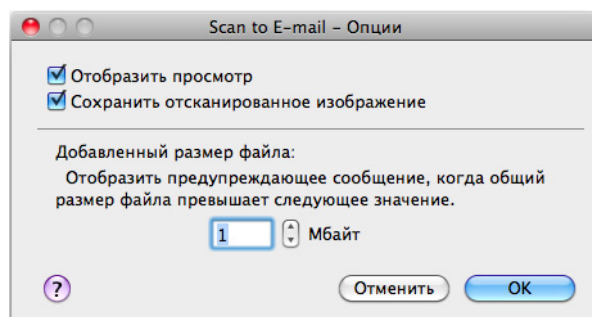 Scan to E-mail – Опции
Отобразить просмотр
Сохранить отсканированное изображение
Добавленный размер файла:
Отобразить предупреждающее сообщение, когда общий
размер файла превышает следующее значение.
1 Мбайт
? Отменить OK